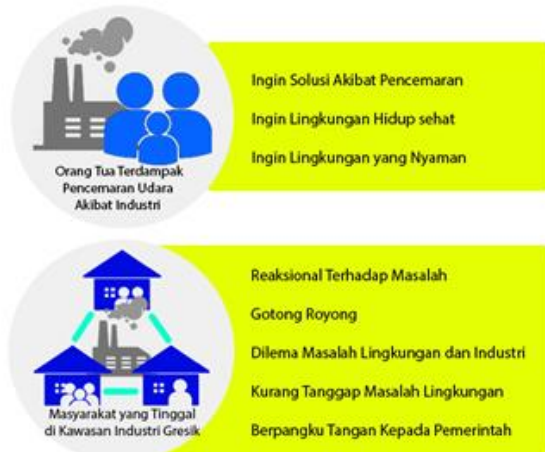 Orang Tua Terdampak
Pencemaran Udara
Akibat Industri
Ingin Solusi Akibat Pencemaran
Ingin Lingkungan Hidup sehat
Ingin Lingkungan yang Nyaman
Masyarakat yang Tinggal
di Kawasan Industri Gresik
Reaksional Terhadap Masalah
Gotong Royong
Dilema Masalah Lingkungan dan Industri
Kurang Tanggap Masalah Lingkungan
Berpangku Tangan Kepada Pemerintah